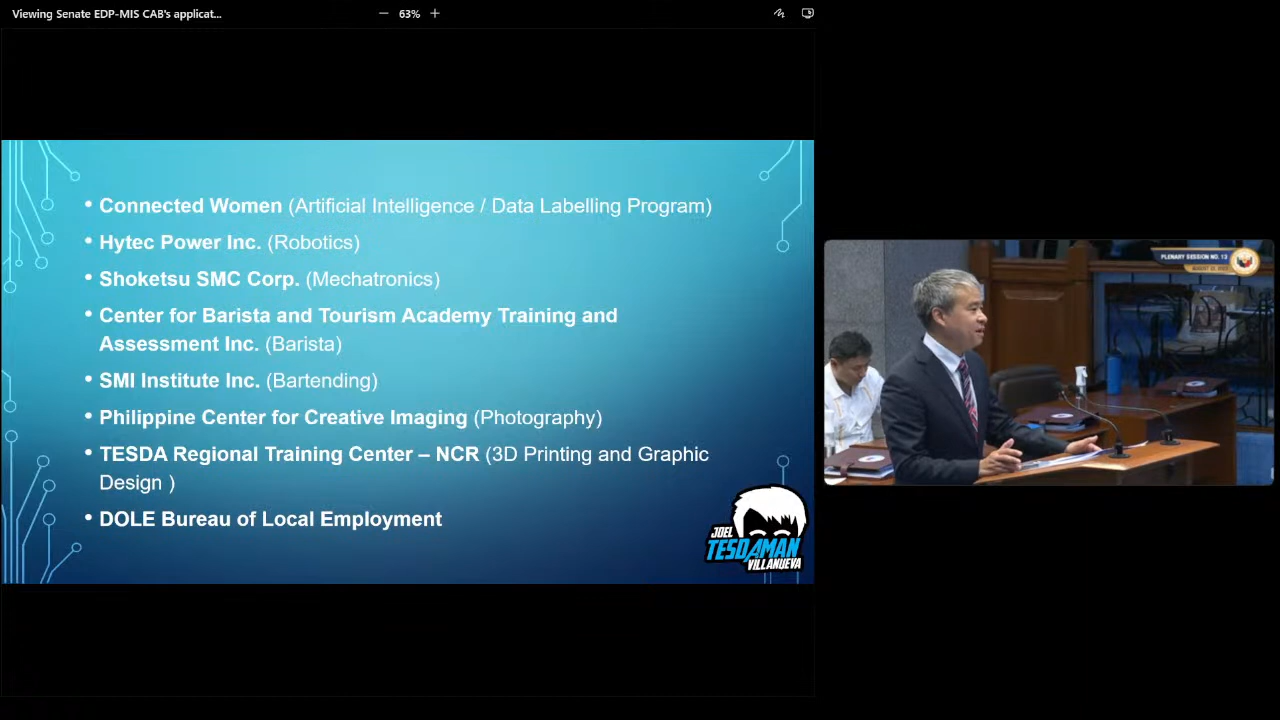 Viewing Senate EDP-MIS CAB's applicat...
63%
• Connected Women (Artificial Intelligence / Data Labelling Program)
• Hytec Power Inc. (Robotics)
• Shoketsu SMC Corp. (Mechatronics)
• Center for Barista and Tourism Academy Training and
Assessment Inc. (Barista)
• SMI Institute Inc. (Bartending)
• Philippine Center for Creative Imaging (Photography)
• TESDA Regional Training Center – NCR (3D Printing and Graphic
Design )
• DOLE Bureau of Local Employment
JOEL
TESDAMAN
VILLANUEVA
PLENARY SESSION NO. 13